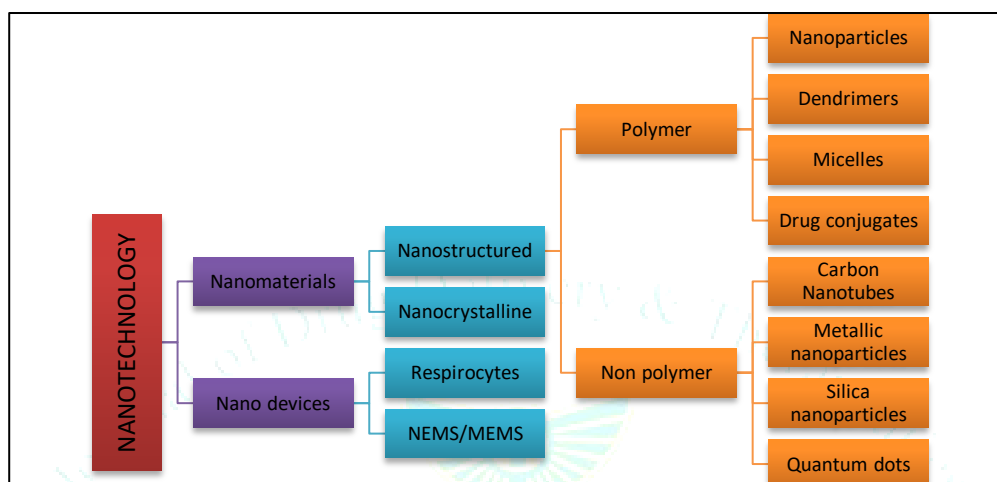 NANOTECHNOLOGY
Nanomaterials
Nano devices
Nanostructured
Nanocrystalline
Respirocytes
NEMS/MEMS
Polymer
Non polymer
Nanoparticles
Dendrimers
Micelles
Drug conjugates
Carbon
Nanotubes
Metallic
nanoparticles
Silica
nanoparticles
Quantum dots